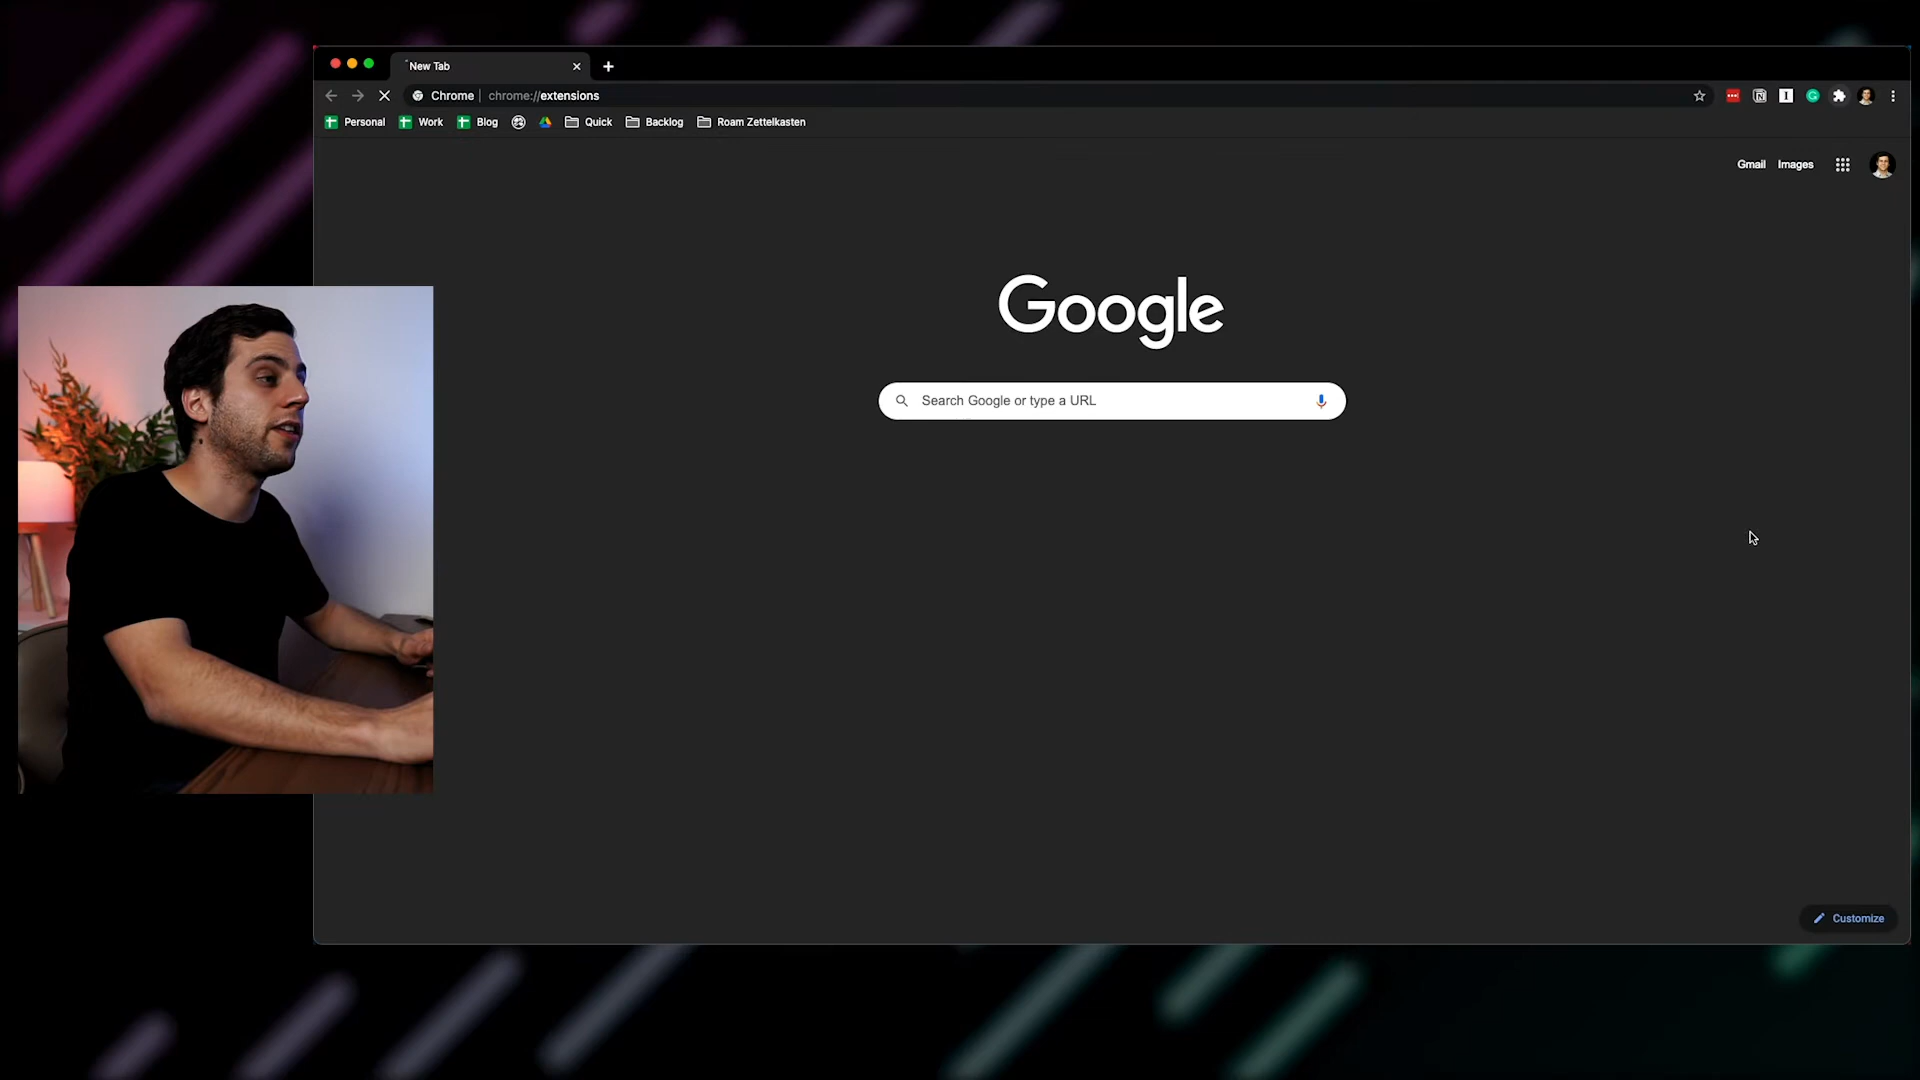 New Tab
Chrome chrome://extensions
Personal Work Blog Quick Backlog Roam Zettelkasten
Gmail Images
Google
Search Google or type a URL
Customize